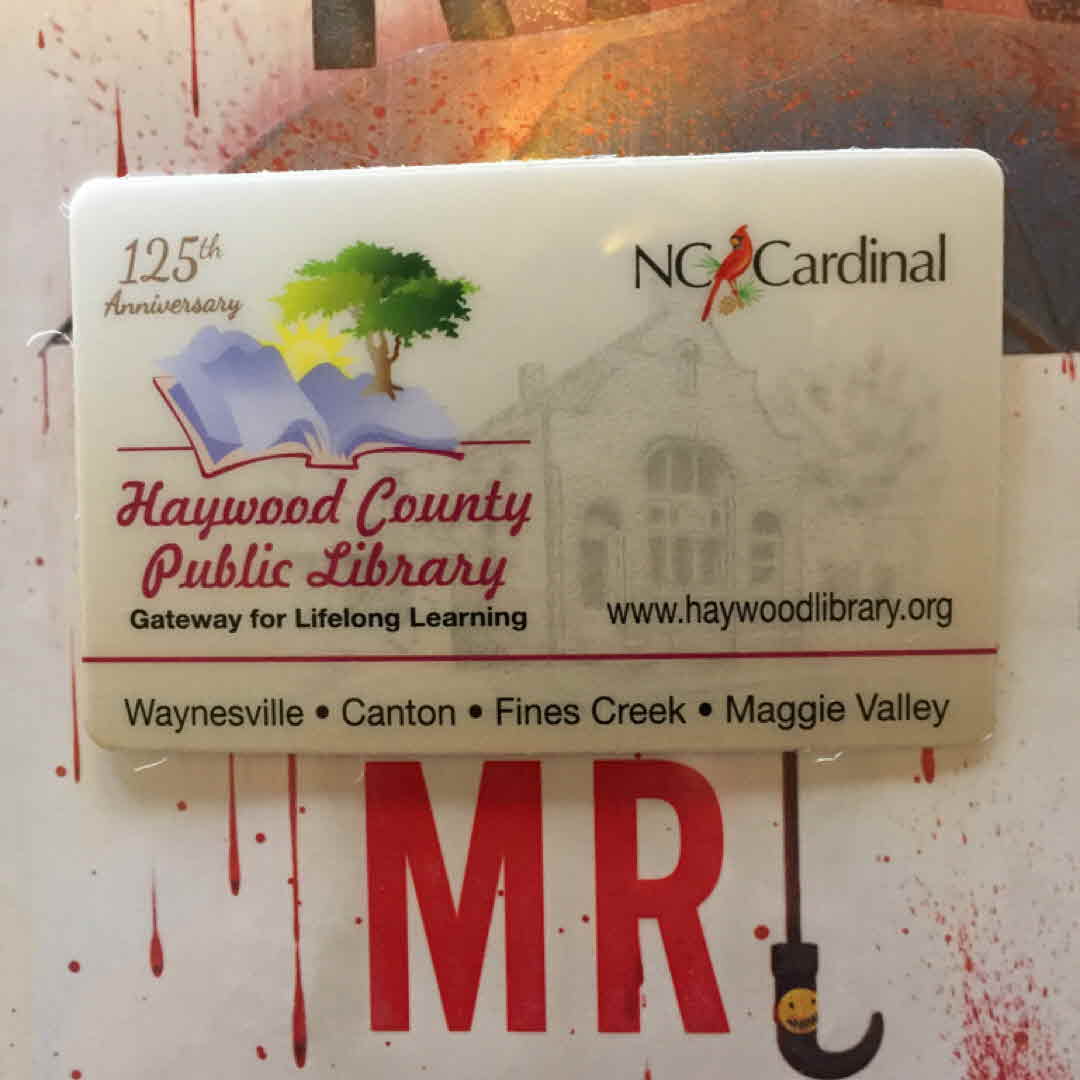 125th
Anniversary
NC Cardinal
Haywood County
Public Library
Gateway for Lifelong Learning
www.haywoodlibrary.org
Waynesville • Canton • Fines Creek • Maggie Valley
MR